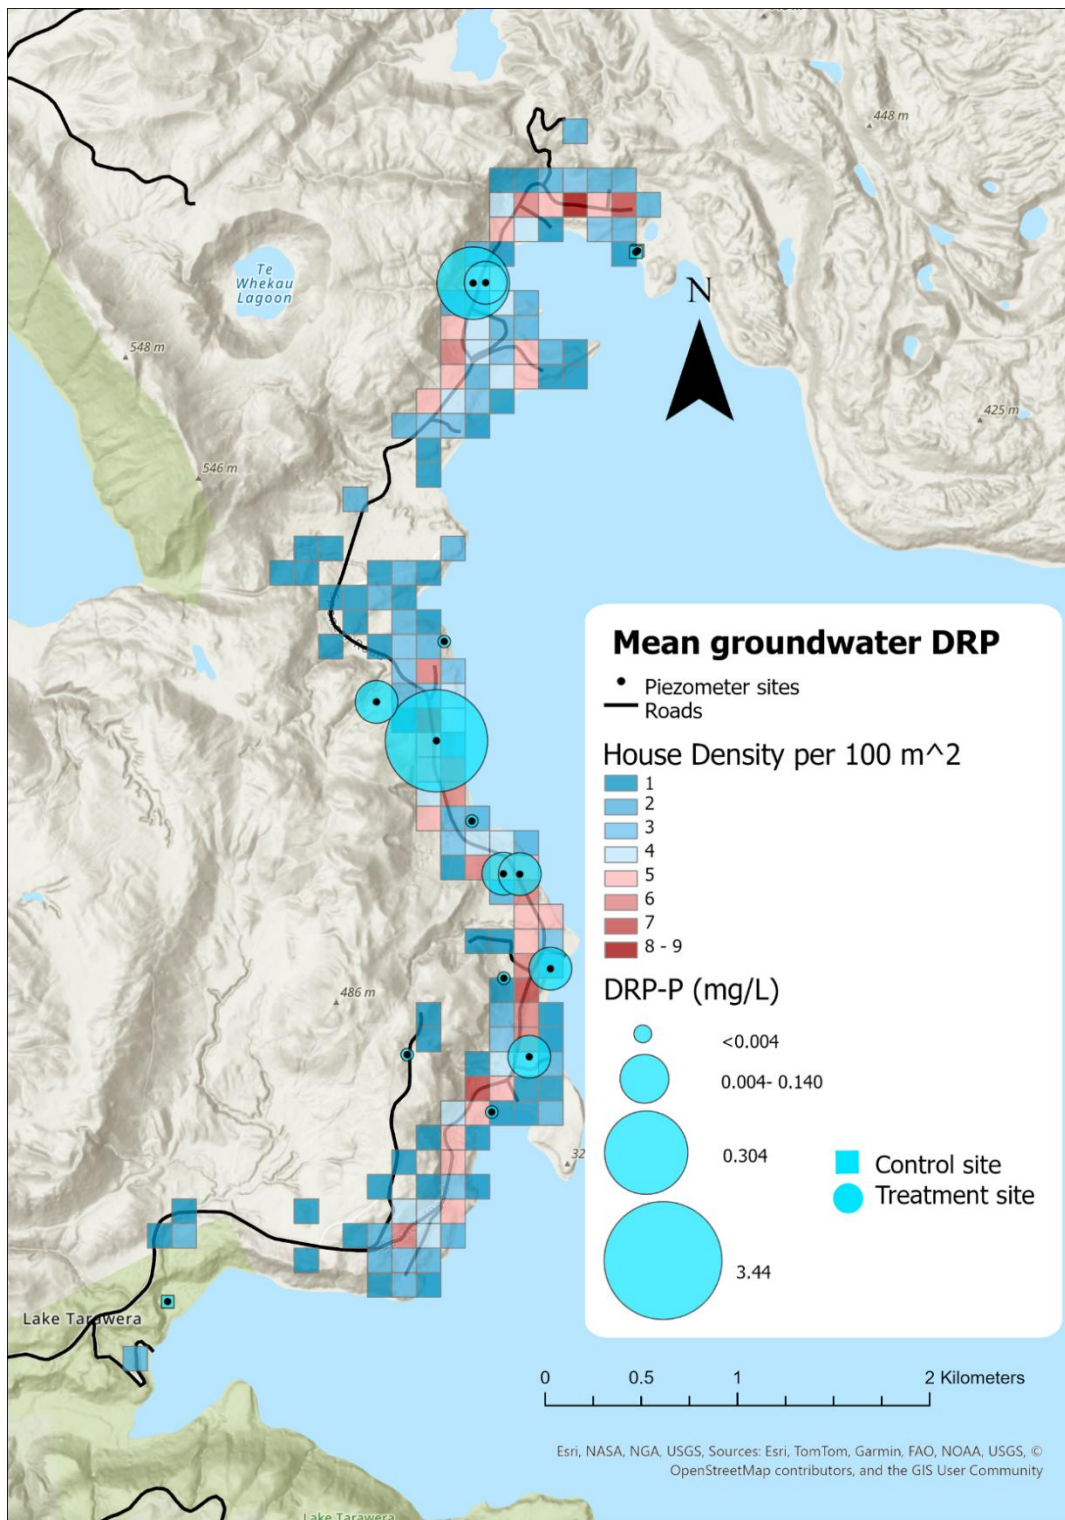 448 m
Te
Whekau
Lagoon
N
548 m
425 m
546 m
Mean groundwater DRP
Piezometer sites
Roads
House Density per 100 m^2
1
2
3
4
5
6
7
8 - 9
486 m
DRP-P (mg/L)
<0.004
0.004- 0.140
0.304
Control site
Treatment site
3.44
Lake Tarawera
0 0.5 1 2 Kilometers
Esri, NASA, NGA, USGS, Sources: Esri, TomTom, Garmin, FAO, NOAA, USGS, ©
OpenStreetMap contributors, and the GIS User Community
Lake Tarawera